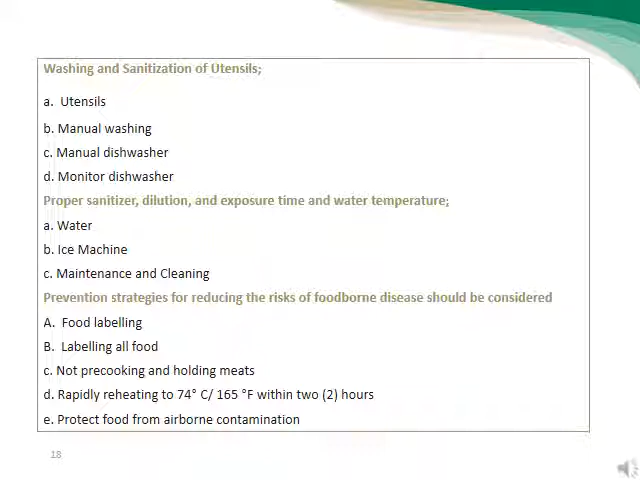 Washing and Sanitization of Utensils;
a. Utensils
b. Manual washing
c. Manual dishwasher
d. Monitor dishwasher
Proper sanitizer, dilution, and exposure time and water temperature;
a. Water
b. Ice Machine
c. Maintenance and Cleaning
Prevention strategies for reducing the risks of foodborne disease should be considered
A. Food labelling
B. Labelling all food
c. Not precooking and holding meats
d. Rapidly reheating to 74° C/ 165 °F within two (2) hours
e. Protect food from airborne contamination
18